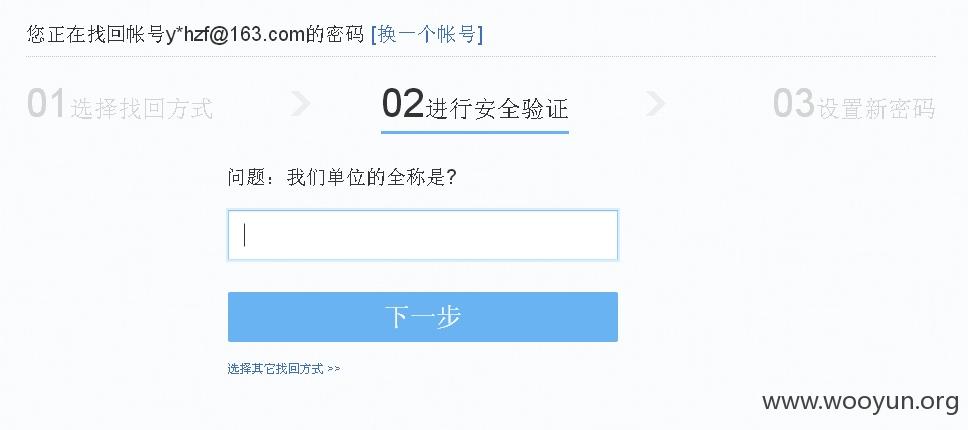 您正在找回帐号y*hzf@163.com的密码 [换一个帐号]
01选择找回方式 > 02进行安全验证 > 03设置新密码
问题：我们单位的全称是?
下一步
选择其它找回方式 >>
www.wooyun.org